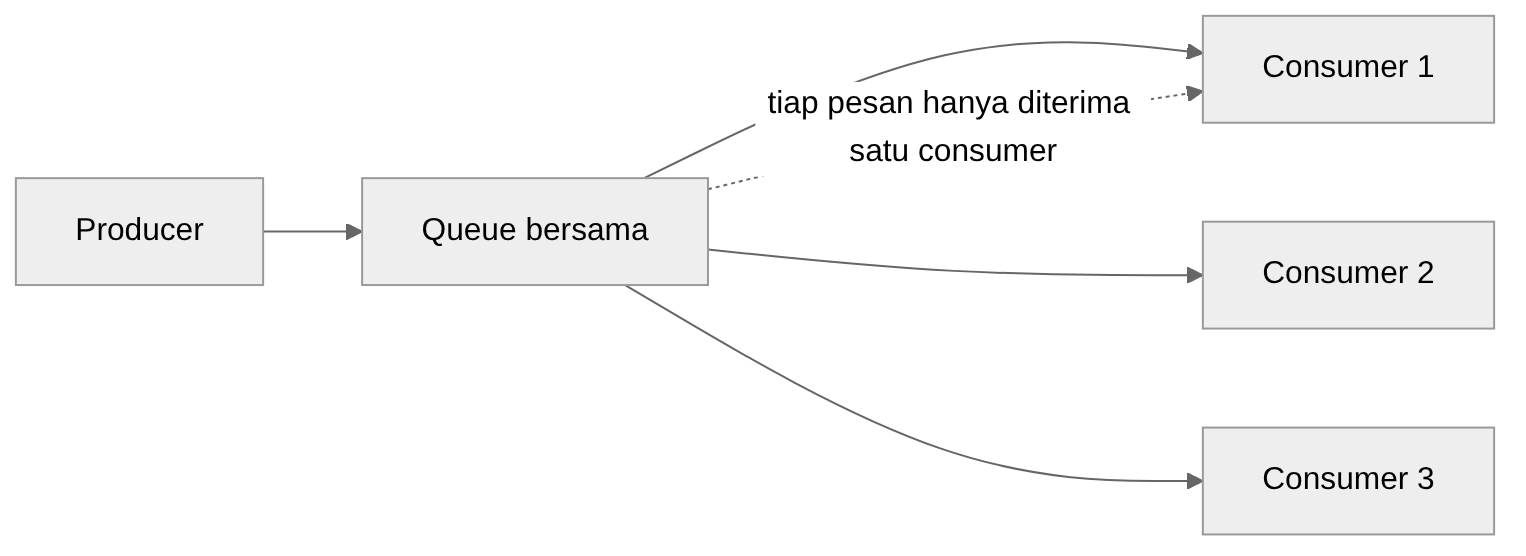 Consumer 1
tiap pesan hanya diterima
satu consumer
Producer
Queue bersama
Consumer 2
Consumer 3